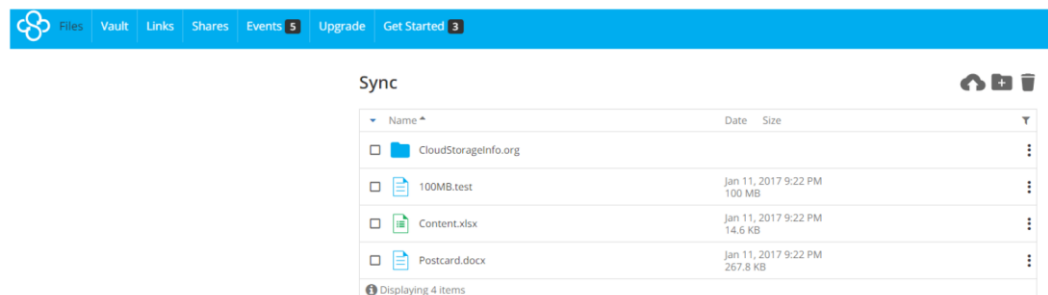 Files Vault Links Shares Events 5 Upgrade Get Started 3
Sync
Name Date Size
CloudStorageInfo.org
100MB.test Jan 11, 2017 9:22 PM
100 MB
Content.xlsx Jan 11, 2017 9:22 PM
14.6 KB
Postcard.docx Jan 11, 2017 9:22 PM
267.8 KB
Displaying 4 items